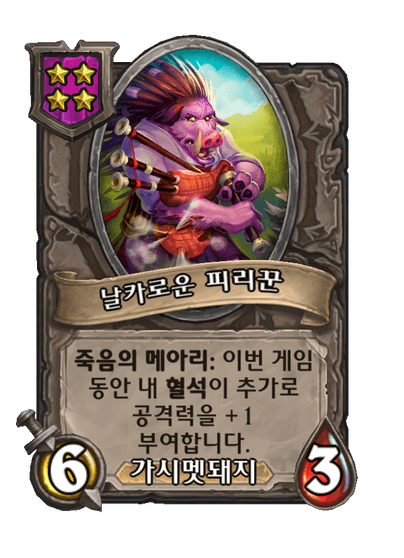 날카로운 피리꾼
죽음의 메아리: 이번 게임
동안 내 혈석이 추가로
공격력을 +1
부여합니다.
가시멧돼지
6
3